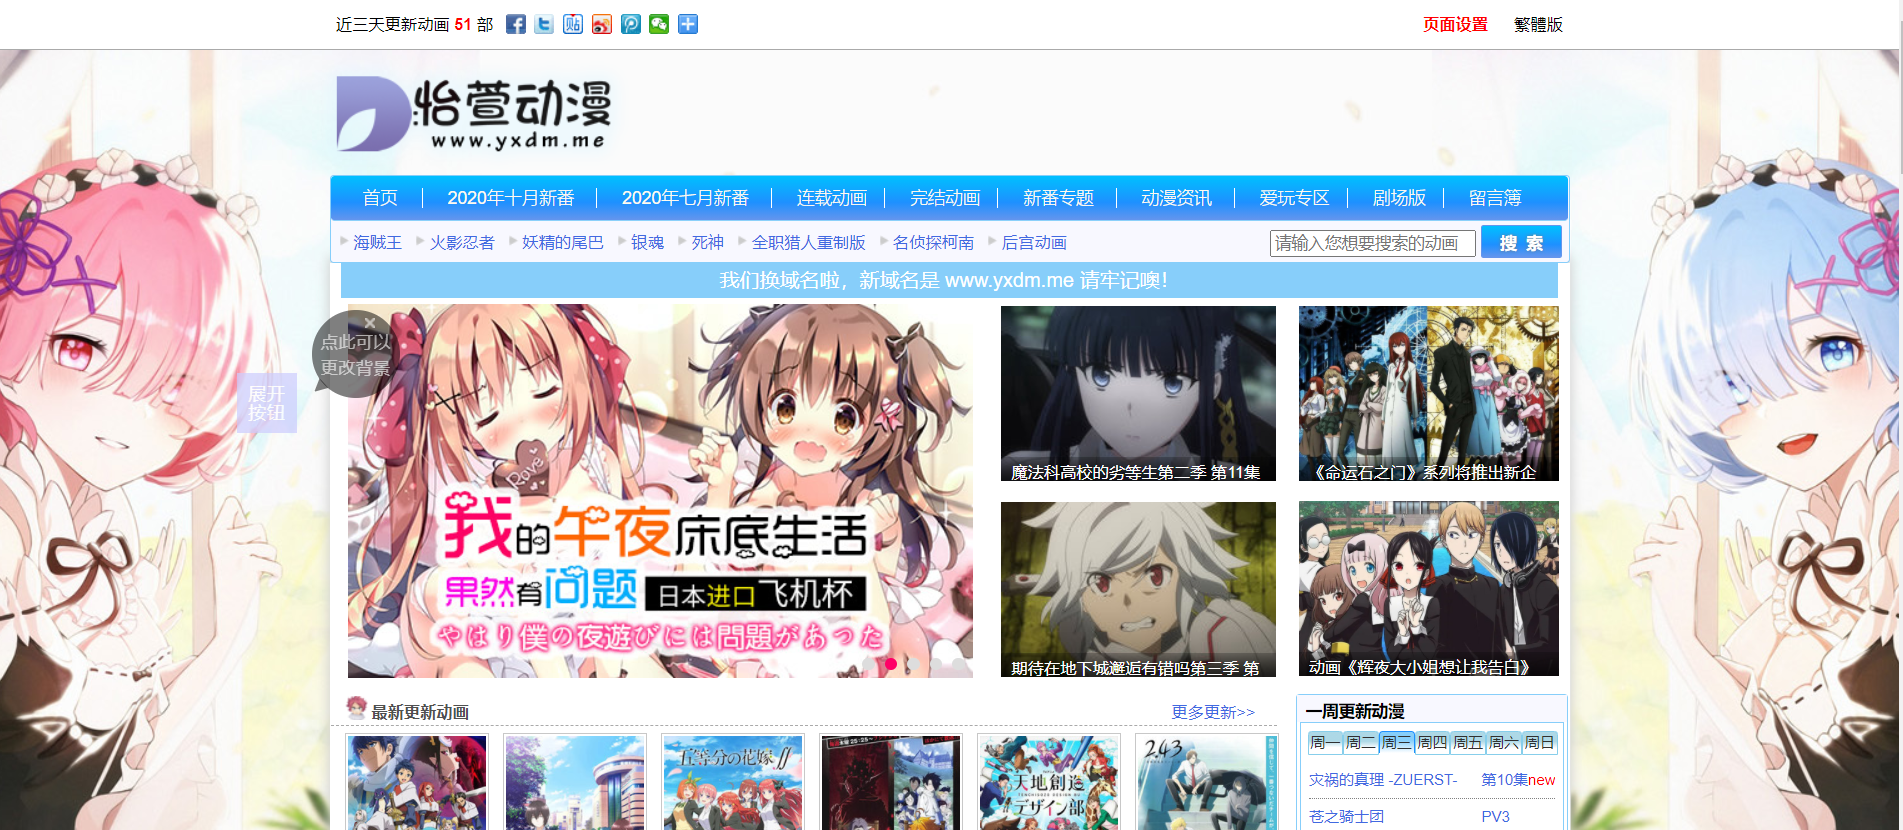 近三天更新动画 51 部
页面设置 繁體版
怡萱动漫
www.yxdm.me
首页 2020年十月新番 2020年七月新番 连载动画 完结动画 新番专题 动漫资讯 爱玩专区 剧场版 留言簿
海贼王 火影忍者 妖精的尾巴 银魂 死神 全职猎人重制版 名侦探柯南 后宫动画
请输入您想要搜索的动画 搜 索
我们换域名啦，新域名是 www.yxdm.me 请牢记噢！
点此可以
更改背景
展开
按钮
Rove
我的午夜床底生活
果然有问题 日本进口飞机杯
やはり僕の夜遊びには問題があった
魔法科高校的劣等生第二季 第11集
《命运石之门》系列将推出新企
期待在地下城邂逅有错吗第三季 第
动画《辉夜大小姐想让我告白》
最新更新动画 更多更新>>
五等分の花嫁
天地創造
デザイン部
2.43
一周更新动漫
周一 周二 周三 周四 周五 周六 周日
灾祸的真理 -ZUERST- 第10集new
苍之骑士团 PV3